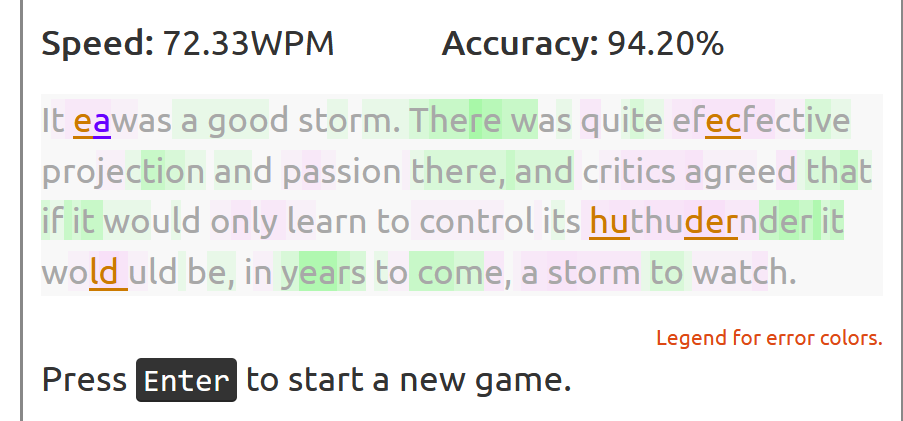 Speed: 72.33WPM Accuracy: 94.20%
It eawas a good storm. There was quite efecfective
projection and passion there, and critics agreed that
if it would only learn to control its huthudernder it
wold uld be, in years to come, a storm to watch.
Legend for error colors.
Press Enter to start a new game.